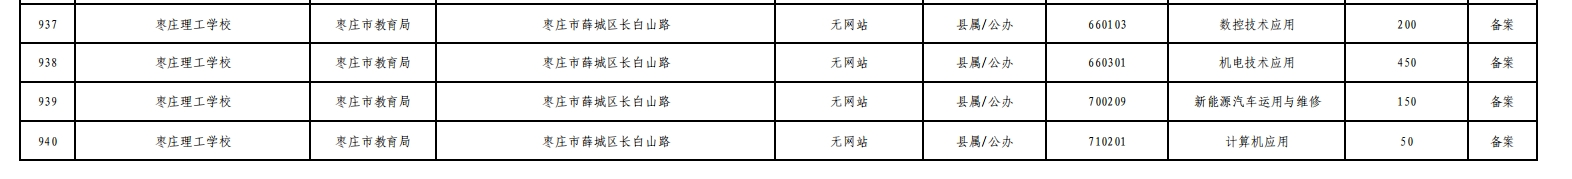 937 枣庄理工学校 枣庄市教育局 枣庄市薛城区长白山路 无网站 县属/公办 660103 数控技术应用 200 备案
938 枣庄理工学校 枣庄市教育局 枣庄市薛城区长白山路 无网站 县属/公办 660301 机电技术应用 450 备案
939 枣庄理工学校 枣庄市教育局 枣庄市薛城区长白山路 无网站 县属/公办 700209 新能源汽车运用与维修 150 备案
940 枣庄理工学校 枣庄市教育局 枣庄市薛城区长白山路 无网站 县属/公办 710201 计算机应用 50 备案